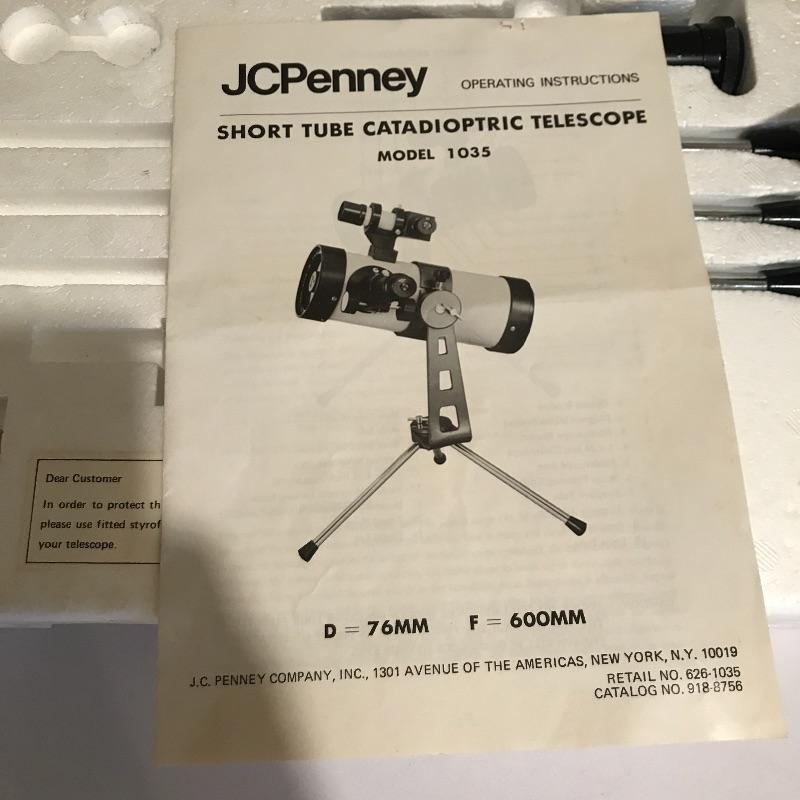 JCPenney OPERATING INSTRUCTIONS
SHORT TUBE CATADIOPTRIC TELESCOPE
MODEL 1035
Dear Customer
In order to protect th
please use fitted styrof
your telescope.
D = 76MM F = 600MM
J.C. PENNEY COMPANY, INC., 1301 AVENUE OF THE AMERICAS, NEW YORK, N.Y. 10019
RETAIL NO. 626-1035
CATALOG NO. 918-8756